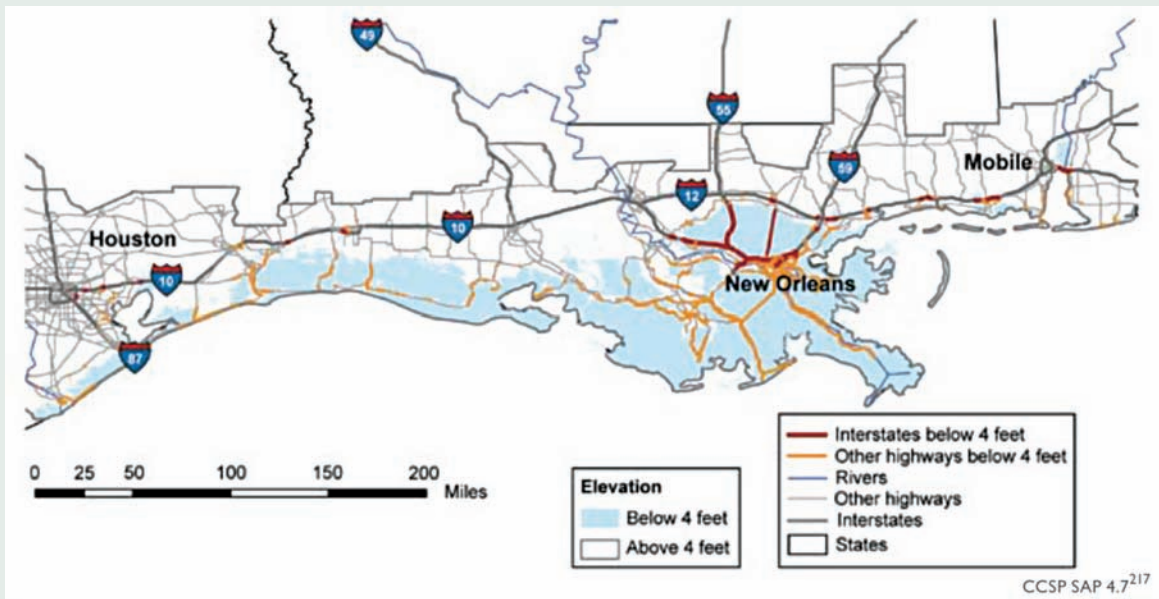 49
55
59
Mobile
12
10
Houston
10
New Orleans
87
0 25 50 100 150 200
Miles
Elevation
Below 4 feet
Above 4 feet
Interstates below 4 feet
Other highways below 4 feet
Rivers
Other highways
Interstates
States
CCSP SAP 4.7217